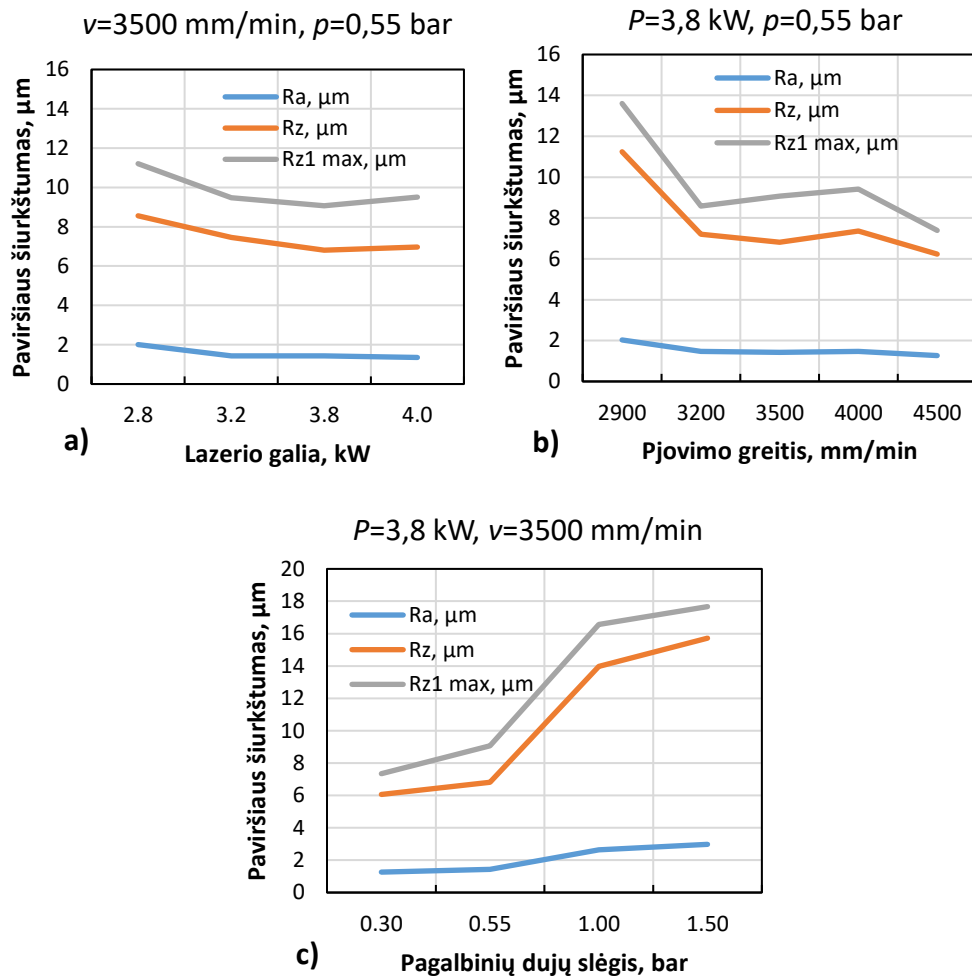 v=3500 mm/min, p=0,55 bar
Paviršiaus šiurkštumas, µm
16
14
12
10
8
6
4
2
0
Ra, µm
Rz, µm
Rz1 max, µm
2.8 3.2 3.8 4.0
a)
Lazerio galia, kW
P=3,8 kW, p=0,55 bar
Paviršiaus šiurkštumas, µm
16
14
12
10
8
6
4
2
0
Ra, µm
Rz, µm
Rz1 max, µm
2900 3200 3500 4000 4500
b)
Pjovimo greitis, mm/min
P=3,8 kW, v=3500 mm/min
Paviršiaus šiurkštumas, µm
20
18
16
14
12
10
8
6
4
2
0
Ra, µm
Rz, µm
Rz1 max, µm
0.30 0.55 1.00 1.50
c)
Pagalbinių dujų slėgis, bar